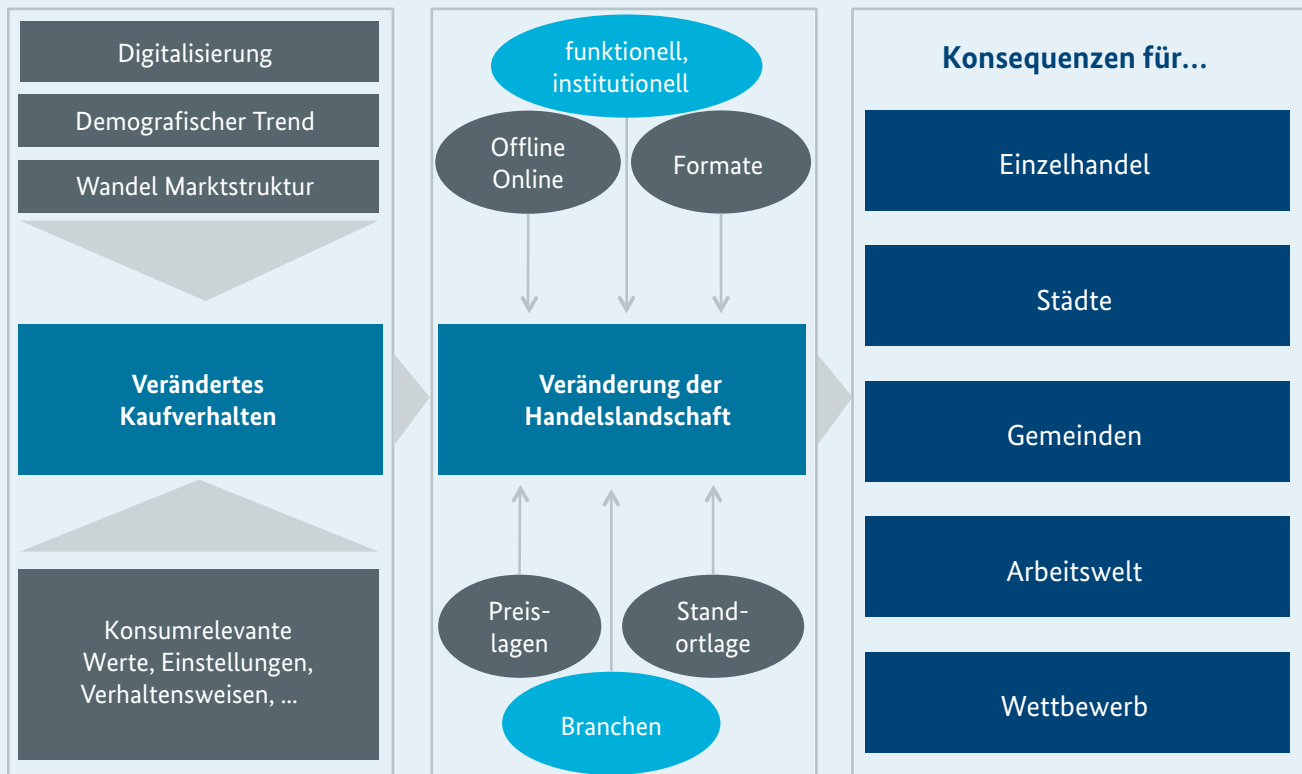 Digitalisierung
Demografischer Trend
Wandel Marktstruktur
Verändertes
Kaufverhalten
Konsumrelevante
Werte, Einstellungen,
Verhaltensweisen, ...
funktionell,
institutionell
Offline
Online
Formate
Veränderung der
Handelslandschaft
Preis-
lagen
Stand-
ortlage
Branchen
Konsequenzen für...
Einzelhandel
Städte
Gemeinden
Arbeitswelt
Wettbewerb